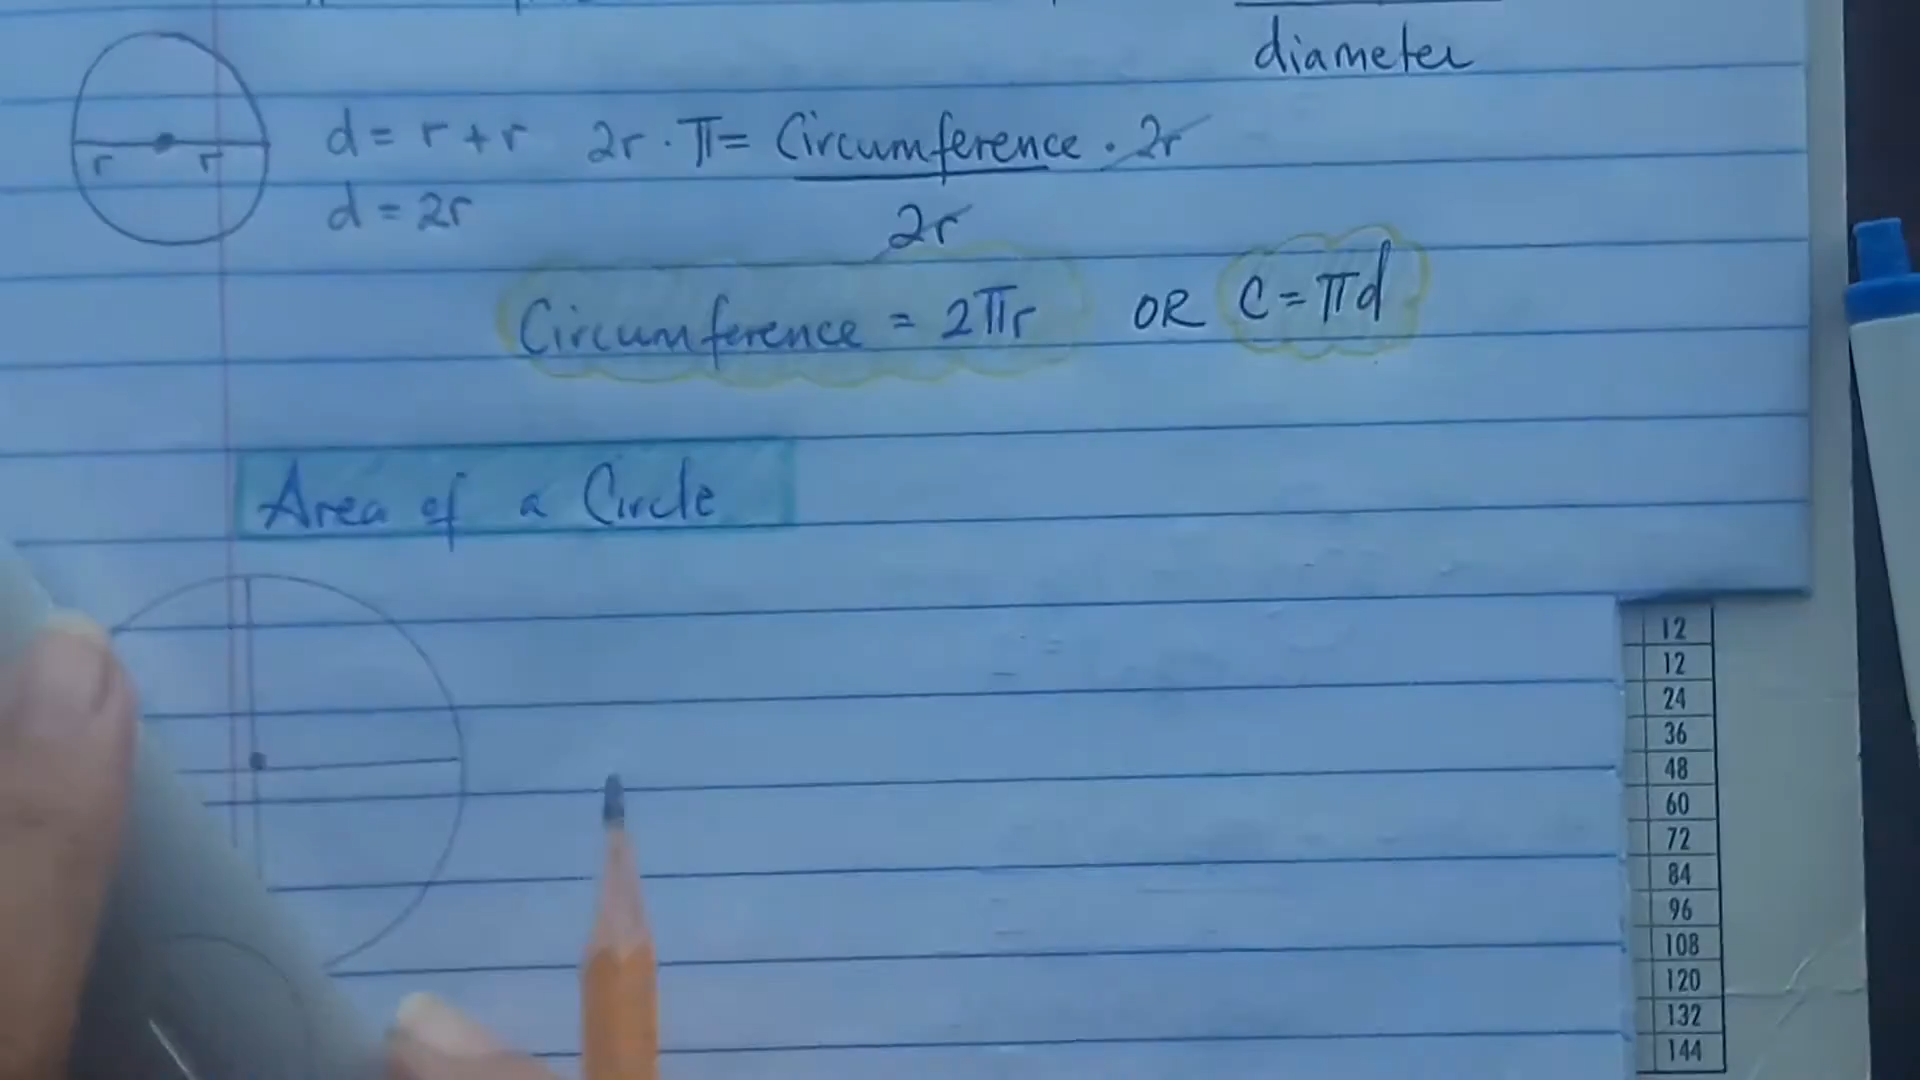 diameter
d = r + r 2r · π = Circumference · 2r
r r
d = 2r 2r
Circumference = 2πr OR C = πd
Area of a Circle
12
12
24
36
48
60
72
84
96
108
120
132
144